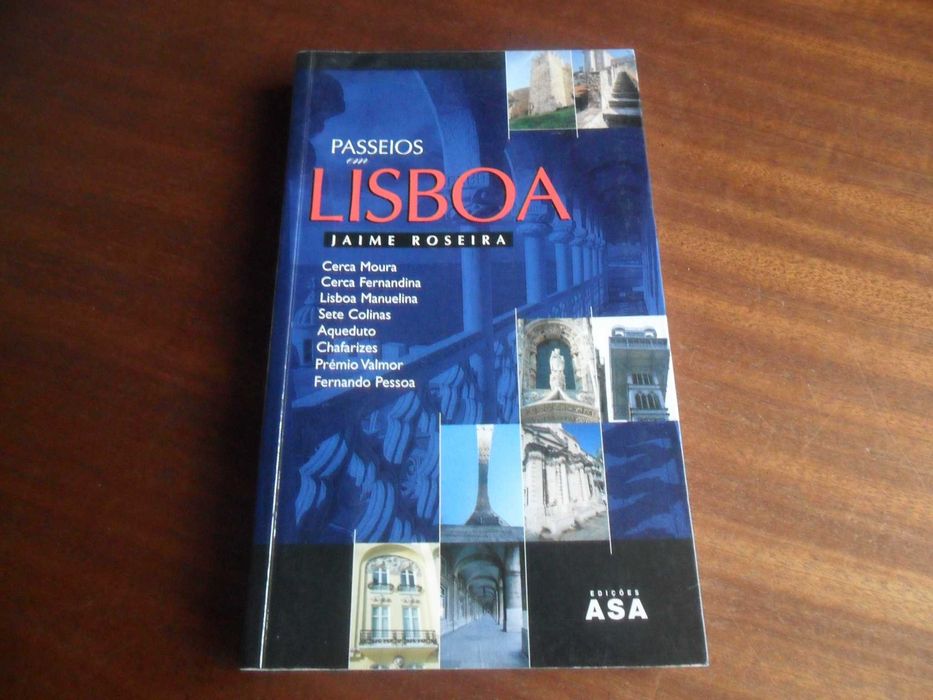 PASSEIOS
em
LISBOA
JAIME ROSEIRA
Cerca Moura
Cerca Fernandina
Lisboa Manuelina
Sete Colinas
Aqueduto
Chafarizes
Prémio Valmor
Fernando Pessoa
EDIÇÕES
ASA